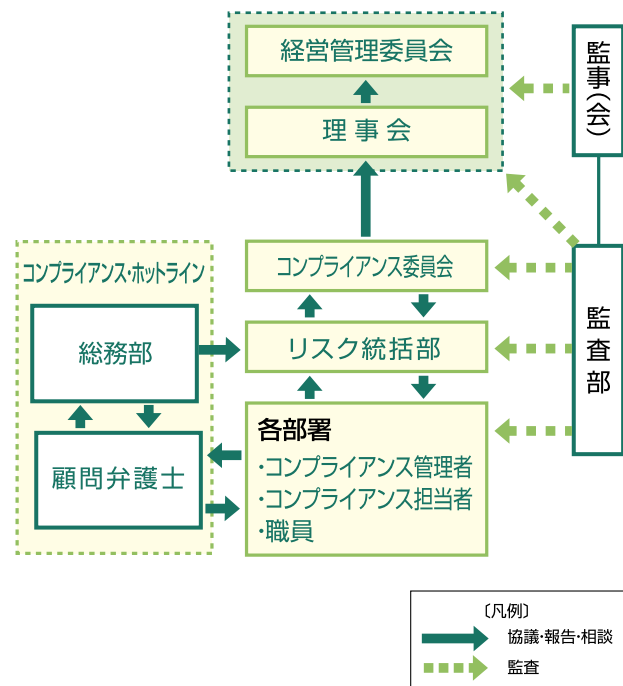 経営管理委員会
理事会
監事(会)
コンプライアンス・ホットライン
コンプライアンス委員会
総務部
リスク統括部
監査部
顧問弁護士
各部署
・コンプライアンス管理者
・コンプライアンス担当者
・職員
〔凡例〕
協議・報告・相談
監査